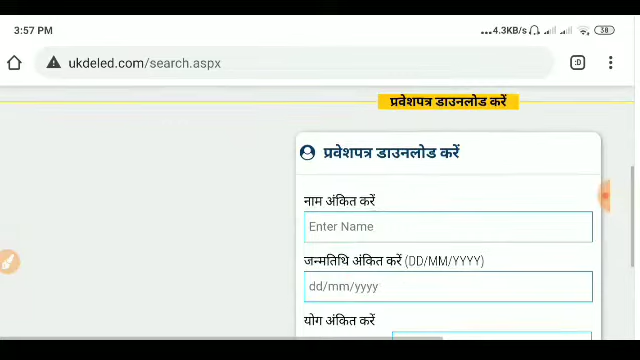 3:57 PM
4.3KB/s
38
ukdeled.com/search.aspx
:D
प्रवेशपत्र डाउनलोड करें
प्रवेशपत्र डाउनलोड करें
नाम अंकित करें
Enter Name
जन्मतिथि अंकित करें (DD/MM/YYYY)
dd/mm/yyyy
योग अंकित करें